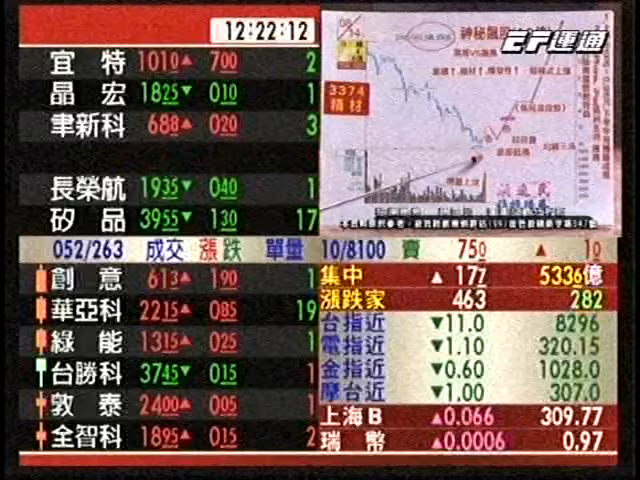 12:22:12
宜特 1010▲ 700 2
晶宏 1825▼ 010 1
聿新科 688▲ 020 3
長榮航 1935▼ 040 1
矽品 3955▼ 130 17
052/263 成交 漲跌 單量 10/8100 賣 750 ▲ 10
創意 613▲ 190 1
華亞科 2215▲ 085 19
綠能 1315▲ 025 1
台勝科 3745▼ 015 1
敦泰 2400▲ 005 1
全智科 1895▲ 015 2
ET運通
3374
精材
集中 ▲ 177 5336億
漲跌家 463 282
台指近 ▼11.0 8296
電指近 ▼1.10 320.15
金指近 ▼0.60 1028.0
摩台近 ▼1.00 307.0
上海B ▲0.066 309.77
瑞幣 ▲0.0006 0.97